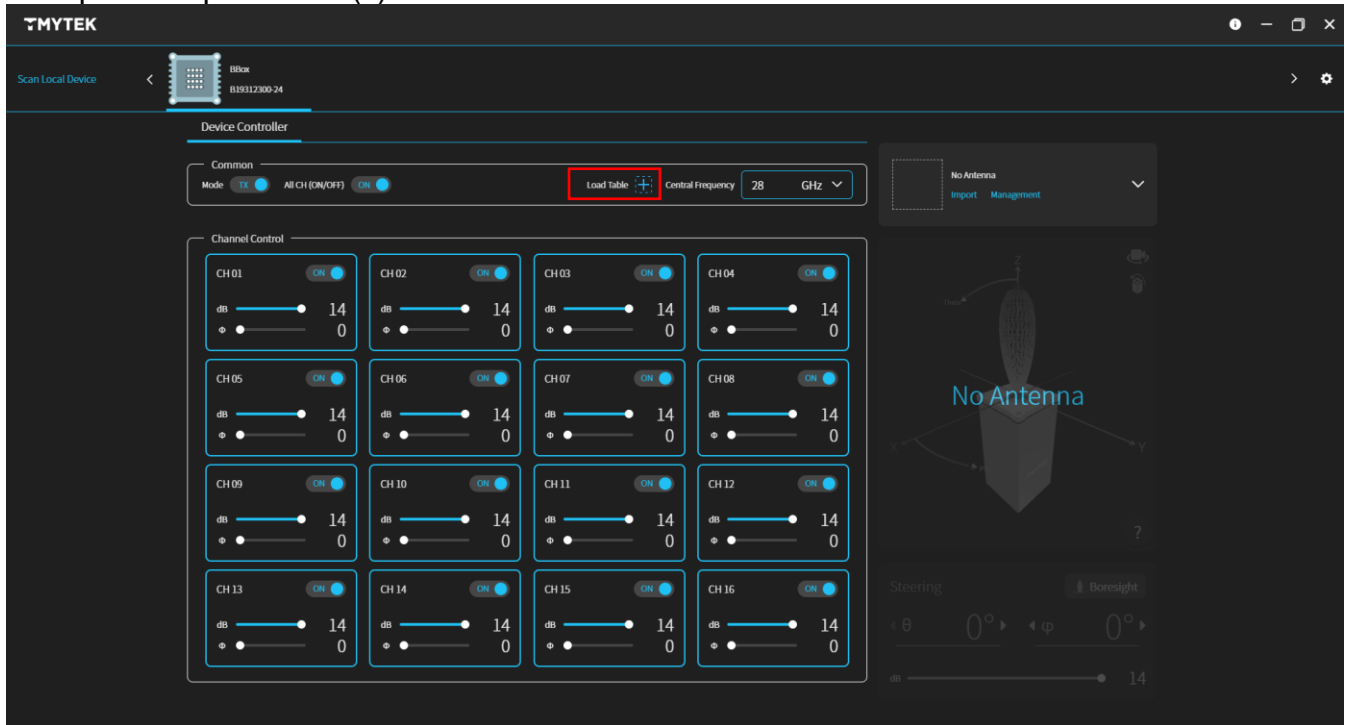 TMYTEK
Scan Local Device
BBox
B19312300-24
Device Controller
Common
Mode TX All CH (ON/OFF) ON Load Table Central Frequency 28 GHz
No Antenna
Import Management
Channel Control
CH 01 ON CH 02 ON CH 03 ON CH 04 ON
dB 14 dB 14 dB 14 dB 14
Φ 0 Φ 0 Φ 0 Φ 0
CH 05 ON CH 06 ON CH 07 ON CH 08 ON
dB 14 dB 14 dB 14 dB 14
Φ 0 Φ 0 Φ 0 Φ 0
CH 09 ON CH 10 ON CH 11 ON CH 12 ON
dB 14 dB 14 dB 14 dB 14
Φ 0 Φ 0 Φ 0 Φ 0
CH 13 ON CH 14 ON CH 15 ON CH 16 ON
dB 14 dB 14 dB 14 dB 14
Φ 0 Φ 0 Φ 0 Φ 0
Z
Theta
No Antenna
X Y
?
Steering Boresight
θ 0° φ 0°
dB 14